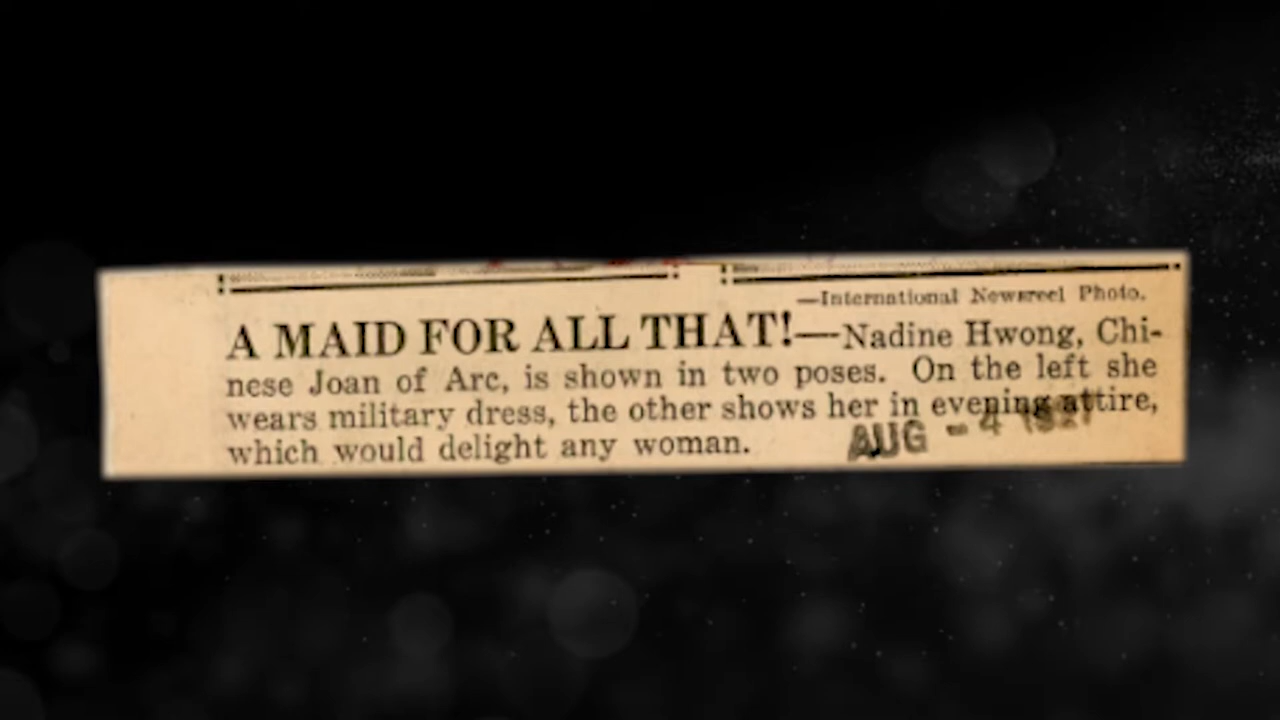 —International Newsreel Photo.
A MAID FOR ALL THAT!—Nadine Hwong, Chi-
nese Joan of Arc, is shown in two poses. On the left she
wears military dress, the other shows her in evening attire,
which would delight any woman.
AUG - 4 1927